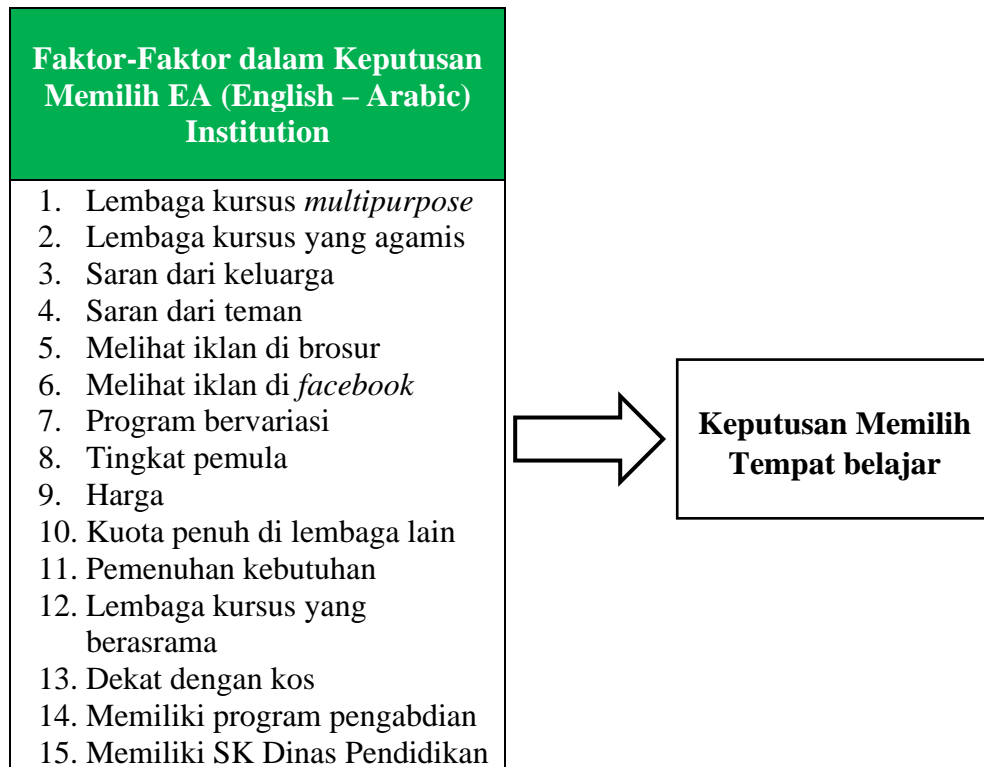 Faktor-Faktor dalam Keputusan
Memilih EA (English – Arabic)
Institution
1. Lembaga kursus multipurpose
2. Lembaga kursus yang agamis
3. Saran dari keluarga
4. Saran dari teman
5. Melihat iklan di brosur
6. Melihat iklan di facebook
7. Program bervariasi
8. Tingkat pemula
9. Harga
10. Kuota penuh di lembaga lain
11. Pemenuhan kebutuhan
12. Lembaga kursus yang
berasrama
13. Dekat dengan kos
14. Memiliki program pengabdian
15. Memiliki SK Dinas Pendidikan
Keputusan Memilih
Tempat belajar